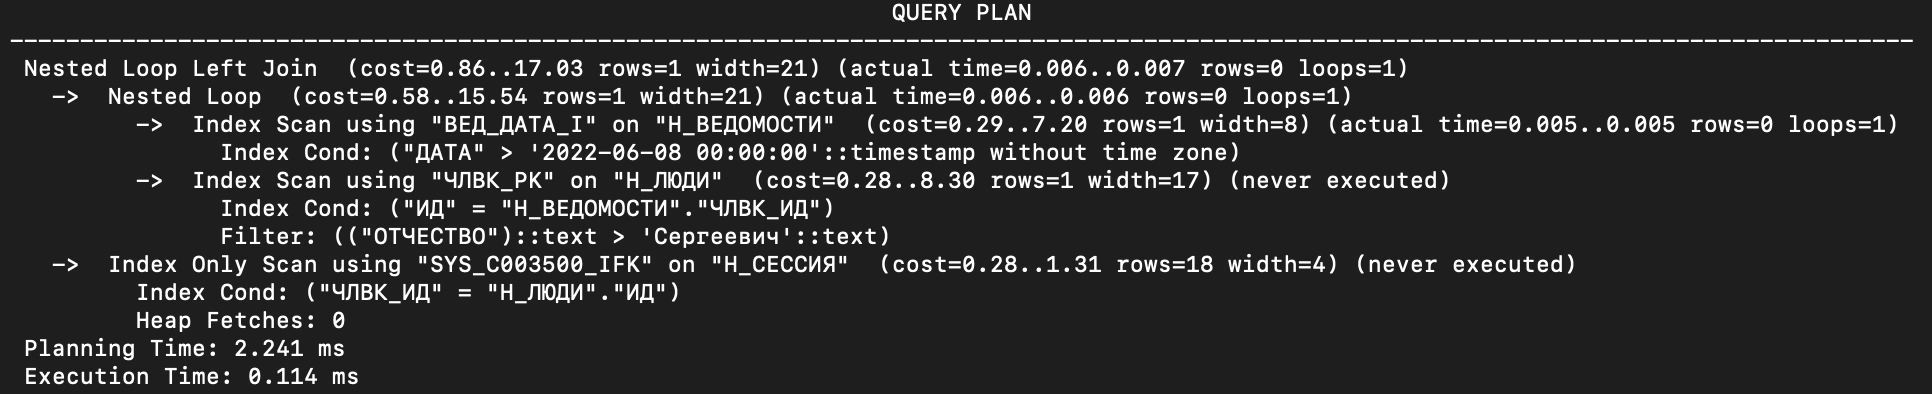 QUERY PLAN
----------------------------------------------------------------------------------------------------------------------------------------
Nested Loop Left Join  (cost=0.86..17.03 rows=1 width=21) (actual time=0.006..0.007 rows=0 loops=1)
  ->  Nested Loop  (cost=0.58..15.54 rows=1 width=21) (actual time=0.006..0.006 rows=0 loops=1)
        ->  Index Scan using "ВЕД_ДАТА_I" on "Н_ВЕДОМОСТИ"  (cost=0.29..7.20 rows=1 width=8) (actual time=0.005..0.005 rows=0 loops=1)
              Index Cond: ("ДАТА" > '2022-06-08 00:00:00'::timestamp without time zone)
        ->  Index Scan using "ЧЛВК_PK" on "Н_ЛЮДИ"  (cost=0.28..8.30 rows=1 width=17) (never executed)
              Index Cond: ("ИД" = "Н_ВЕДОМОСТИ"."ЧЛВК_ИД")
              Filter: (("ОТЧЕСТВО")::text > 'Сергеевич'::text)
  ->  Index Only Scan using "SYS_C003500_IFK" on "Н_СЕССИЯ"  (cost=0.28..1.31 rows=18 width=4) (never executed)
        Index Cond: ("ЧЛВК_ИД" = "Н_ЛЮДИ"."ИД")
        Heap Fetches: 0
Planning Time: 2.241 ms
Execution Time: 0.114 ms